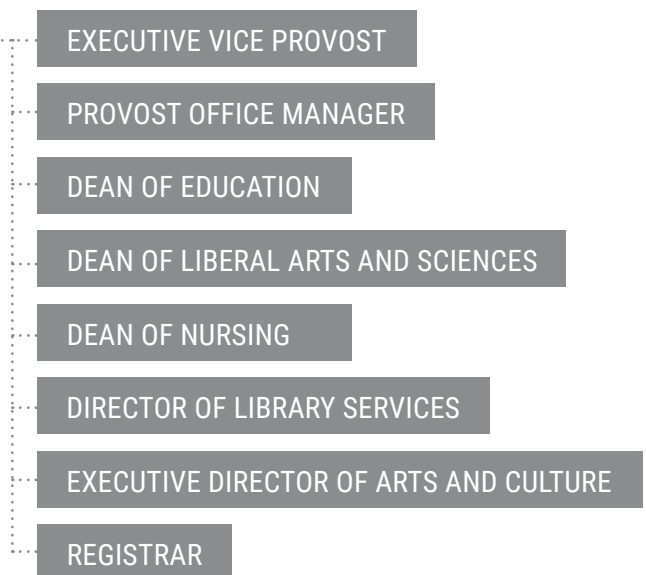 EXECUTIVE VICE PROVOST
PROVOST OFFICE MANAGER
DEAN OF EDUCATION
DEAN OF LIBERAL ARTS AND SCIENCES
DEAN OF NURSING
DIRECTOR OF LIBRARY SERVICES
EXECUTIVE DIRECTOR OF ARTS AND CULTURE
REGISTRAR